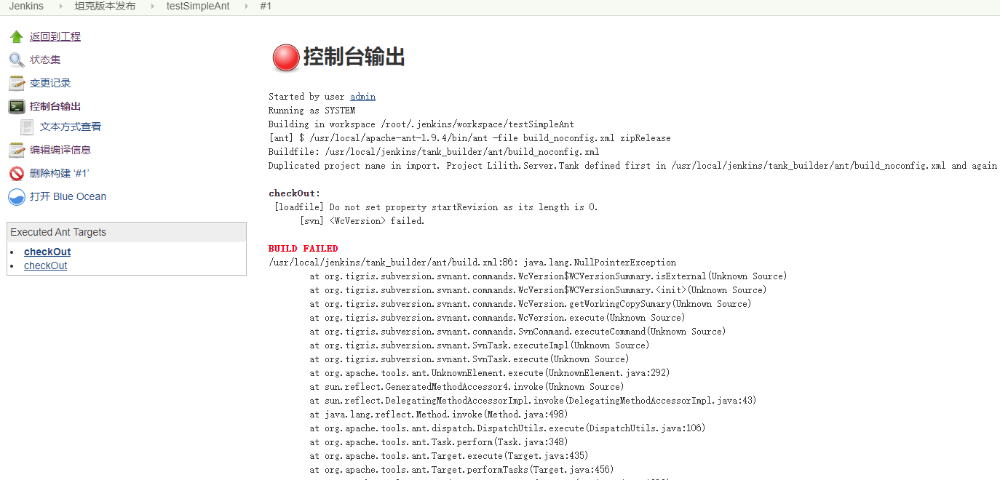 Jenkins 坦克版本发布 testSimpleAnt #1
返回到工程
状态集
变更记录
控制台输出
文本方式查看
编辑编译信息
删除构建 ‘#1’
打开 Blue Ocean
Executed Ant Targets
checkOut
checkOut
控制台输出
Started by user admin
Running as SYSTEM
Building in workspace /root/.jenkins/workspace/testSimpleAnt
[ant] $ /usr/local/apache-ant-1.9.4/bin/ant -file build_noconfig.xml zipRelease
Buildfile: /usr/local/jenkins/tank_builder/ant/build_noconfig.xml
Duplicated project name in import. Project Lilith.Server.Tank defined first in /usr/local/jenkins/tank_builder/ant/build_noconfig.xml and again
checkOut:
[loadfile] Do not set property startRevision as its length is 0.
[svn] <WcVersion> failed.
BUILD FAILED
/usr/local/jenkins/tank_builder/ant/build.xml:86: java.lang.NullPointerException
at org.tigris.subversion.svnant.commands.WcVersion$WCVersionSummary.isExternal(Unknown Source)
at org.tigris.subversion.svnant.commands.WcVersion$WCVersionSummary.<init>(Unknown Source)
at org.tigris.subversion.svnant.commands.WcVersion.getWorkingCopySumary(Unknown Source)
at org.tigris.subversion.svnant.commands.WcVersion.execute(Unknown Source)
at org.tigris.subversion.svnant.commands.SvnCommand.executeCommand(Unknown Source)
at org.tigris.subversion.svnant.SvnTask.executeImpl(Unknown Source)
at org.tigris.subversion.svnant.SvnTask.execute(Unknown Source)
at org.apache.tools.ant.UnknownElement.execute(UnknownElement.java:292)
at sun.reflect.GeneratedMethodAccessor4.invoke(Unknown Source)
at sun.reflect.DelegatingMethodAccessorImpl.invoke(DelegatingMethodAccessorImpl.java:43)
at java.lang.reflect.Method.invoke(Method.java:498)
at org.apache.tools.ant.dispatch.DispatchUtils.execute(DispatchUtils.java:106)
at org.apache.tools.ant.Task.perform(Task.java:348)
at org.apache.tools.ant.Target.execute(Target.java:435)
at org.apache.tools.ant.Target.performTasks(Target.java:456)